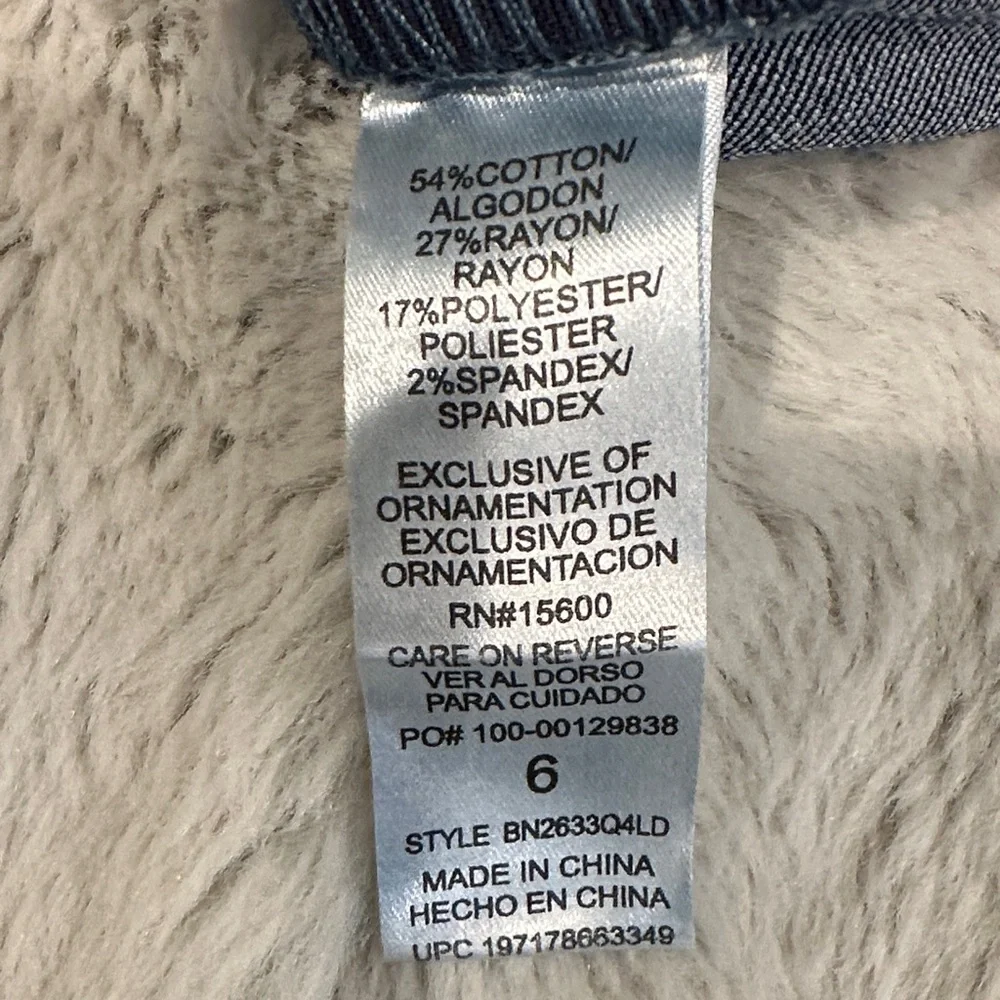 54%COTTON/
ALGODON
27%RAYON/
RAYON
17%POLYESTER/
POLIESTER
2%SPANDEX/
SPANDEX
EXCLUSIVE OF
ORNAMENTATION
EXCLUSIVO DE
ORNAMENTACION
RN#15600
CARE ON REVERSE
VER AL DORSO
PARA CUIDADO
PO# 100-00129838
6
STYLE BN2633Q4LD
MADE IN CHINA
HECHO EN CHINA
UPC 197178663349